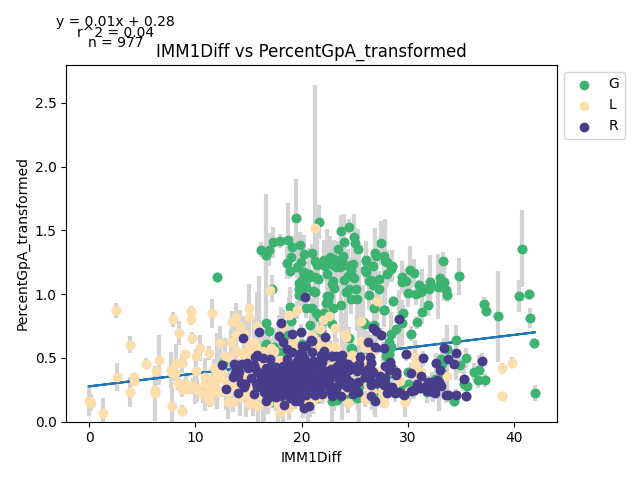 y = 0.01x + 0.28
r^2 = 0.04
n = 977
IMM1Diff vs PercentGpA_transformed
G
L
R
PercentGpA_transformed
2.5
2.0
1.5
1.0
0.5
0.0
0 10 20 30 40
IMM1Diff